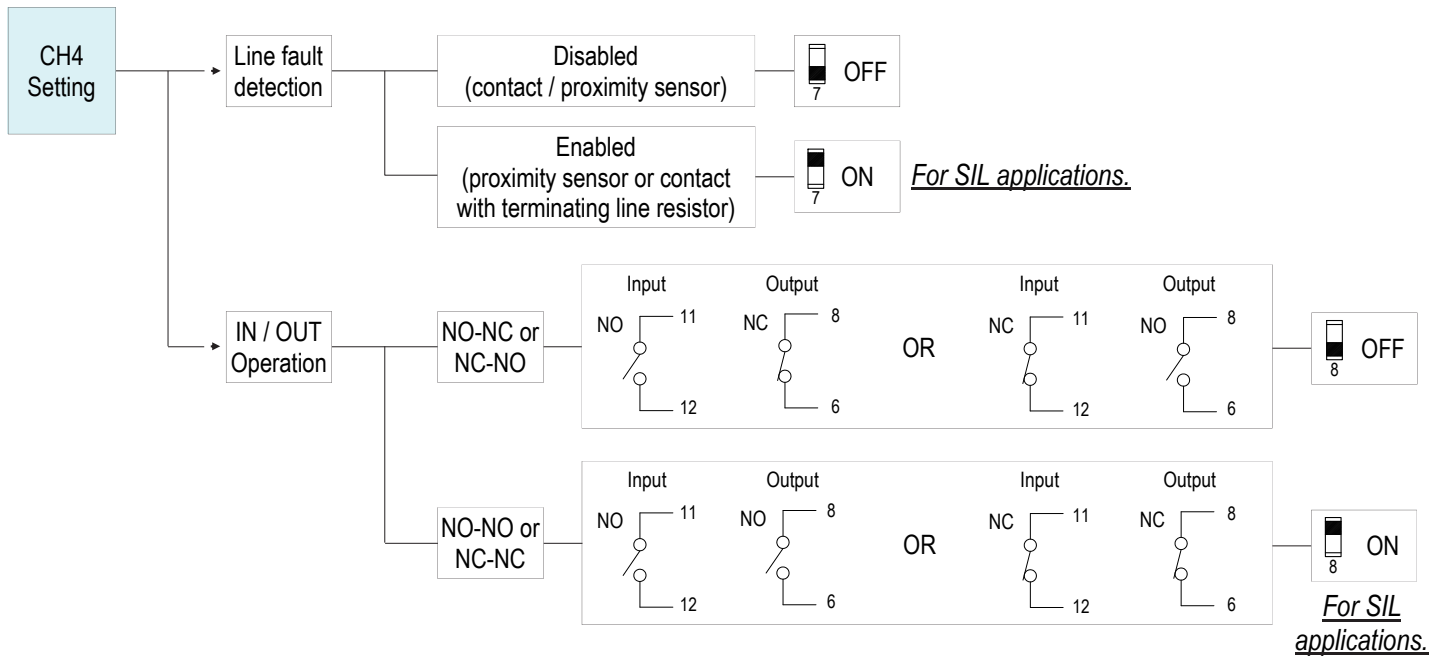 CH4
Setting
Line fault
detection
Disabled
(contact / proximity sensor)
7
OFF
Enabled
(proximity sensor or contact
with terminating line resistor)
7
ON
For SIL applications.
IN / OUT
Operation
NO-NC or
NC-NO
Input
NO
11
12
Output
NC
8
6
OR
Input
NC
11
12
Output
NO
8
6
8
OFF
NO-NO or
NC-NC
Input
NO
11
12
Output
NO
8
6
OR
Input
NC
11
12
Output
NC
8
6
8
ON
For SIL
applications.